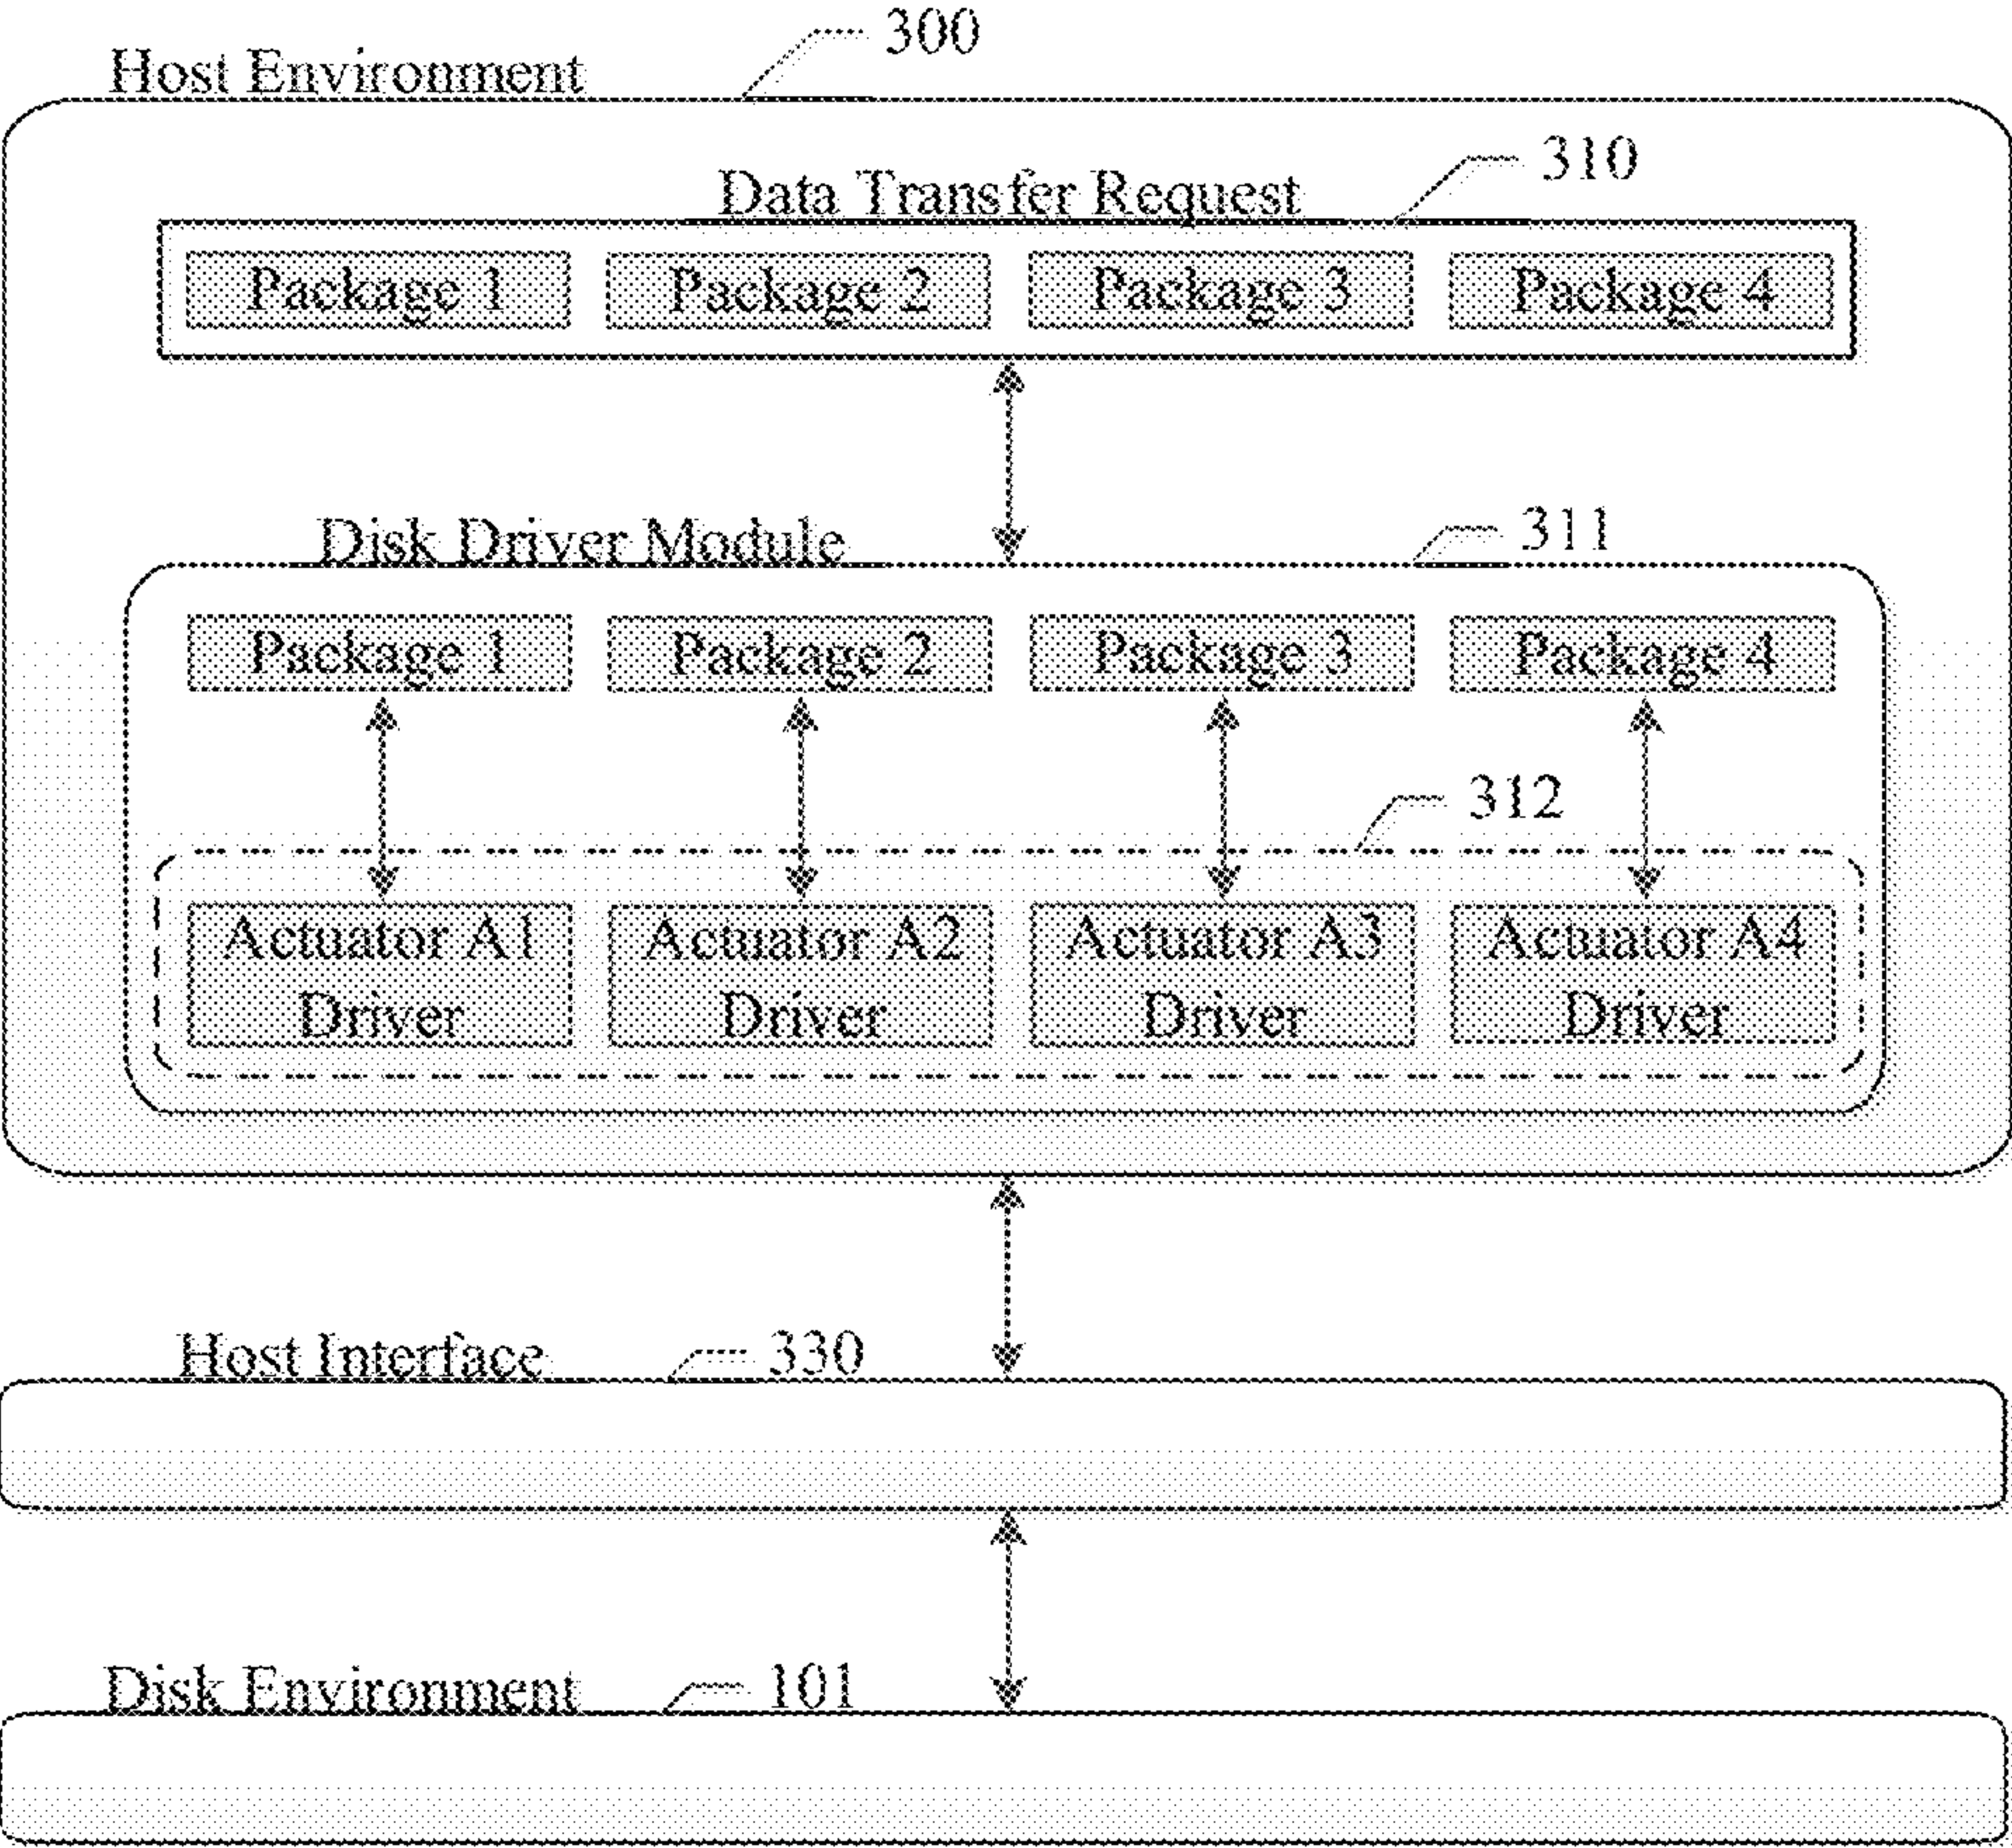 300
Host Environment
310
Data Transfer Request
Package 1 Package 2 Package 3 Package 4
311
Disk Driver Module
Package 1 Package 2 Package 3 Package 4
312
Actuator A1 Actuator A2 Actuator A3 Actuator A4
Driver Driver Driver Driver
Host Interface 330
Disk Environment 101